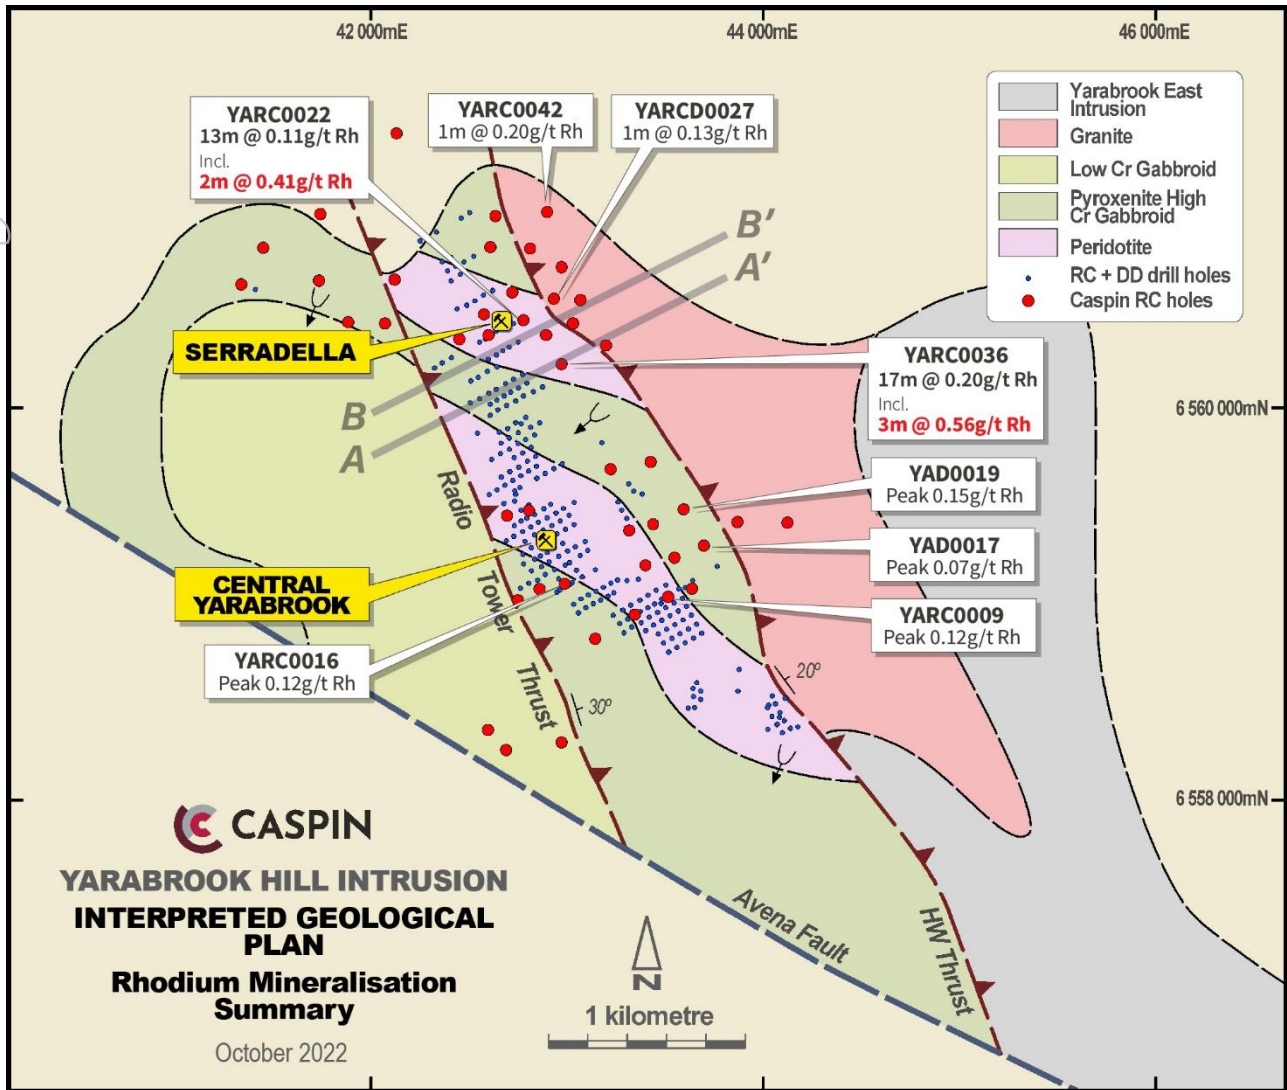 42 000mE
44 000mE
46 000mE
YARC0022
13m @ 0.11g/t Rh
Incl.
2m @ 0.41g/t Rh
YARC0042
1m @ 0.20g/t Rh
YARCD0027
1m @ 0.13g/t Rh
Yarabrook East
Intrusion
Granite
Low Cr Gabbroid
Pyroxenite High
Cr Gabbroid
Peridotite
RC + DD drill holes
Caspin RC holes
B'
A'
SERRADELLA
YARC0036
17m @ 0.20g/t Rh
Incl.
3m @ 0.56g/t Rh
B
A
6 560 000mN
Radio
Tower
Thrust
YAD0019
Peak 0.15g/t Rh
YAD0017
Peak 0.07g/t Rh
CENTRAL
YARABROOK
YARC0009
Peak 0.12g/t Rh
YARC0016
Peak 0.12g/t Rh
20°
30°
6 558 000mN
CASPIN
YARABROOK HILL INTRUSION
INTERPRETED GEOLOGICAL
PLAN
Rhodium Mineralisation
Summary
October 2022
N
1 kilometre
Avena Fault
HW Thrust